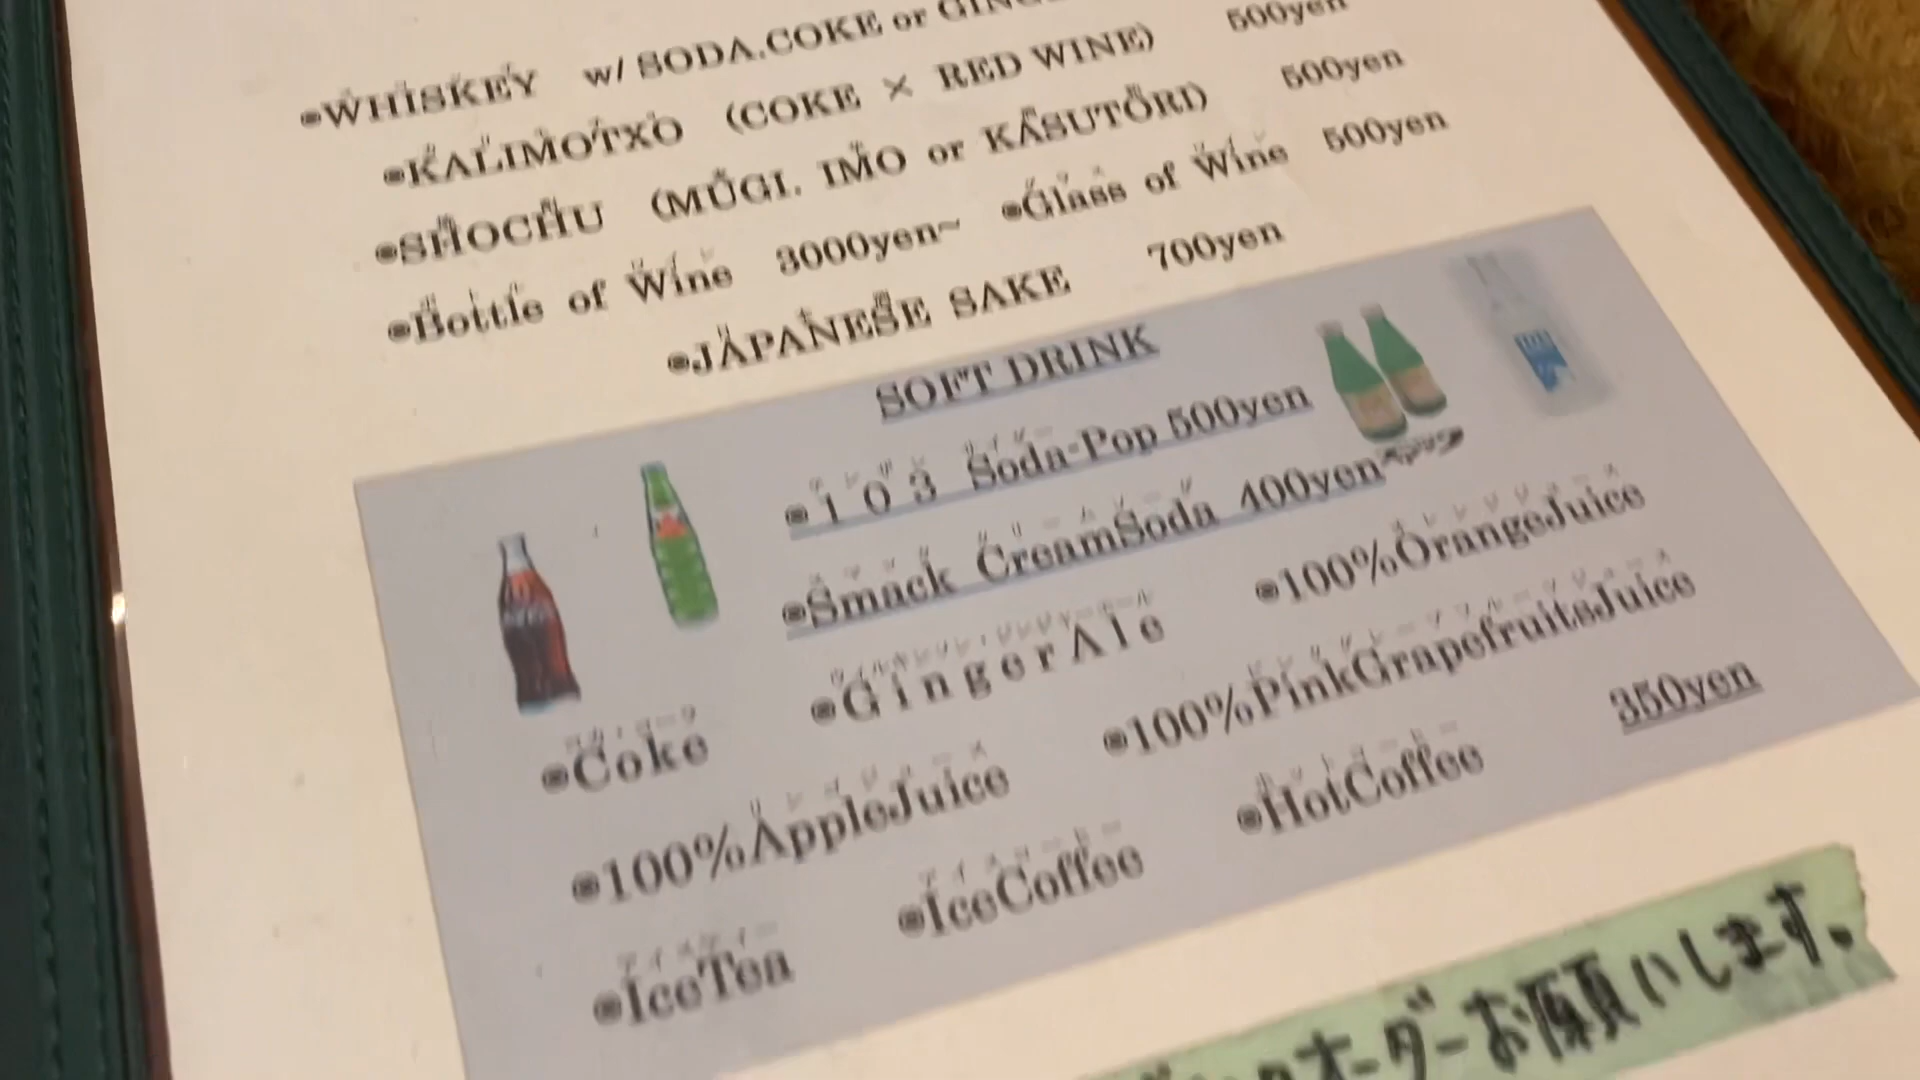 ●WHISKEY w/ SODA.COKE or 500yen
●KALIMOTXO (COKE × RED WINE) 500yen
●SHOCHU (MUGI. IMO or KASUTORI) 500yen
●Bottle of Wine 3000yen~ ●Glass of Wine
●JAPANESE SAKE 700yen
SOFT DRINK
●103 Soda-Pop 500yen
●Smack CreamSoda 400yen
●Coke ●GingerAle ●100%OrangeJuice
●100%AppleJuice ●100%PinkGrapefruitsJuice
●IceTea ●IceCoffee ●HotCoffee 350yen
オーダーお願いします。